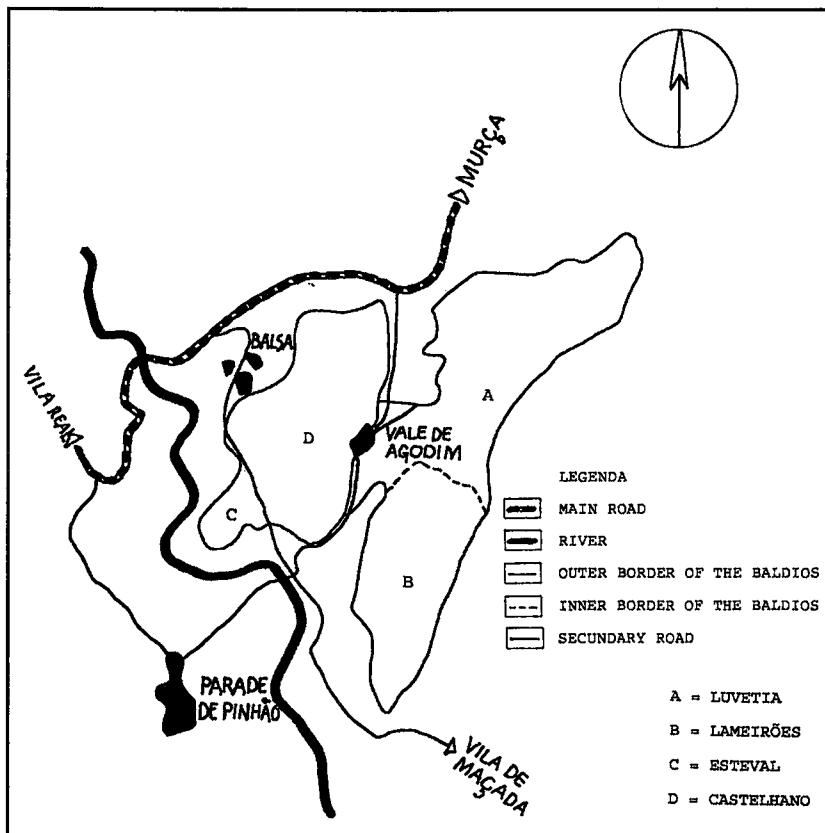 MURÇA
BALSA
VILA REAL
A
D
VALE DE
AGODIM
C
B
PARADE
DE PINHÃO
VILA DE
MAÇADA
LEGENDA
MAIN ROAD
RIVER
OUTER BORDER OF THE BALDIOS
INNER BORDER OF THE BALDIOS
SECUNDARY ROAD
A = LUVETIA
B = LAMEIRÕES
C = ESTEVAL
D = CASTELHANO